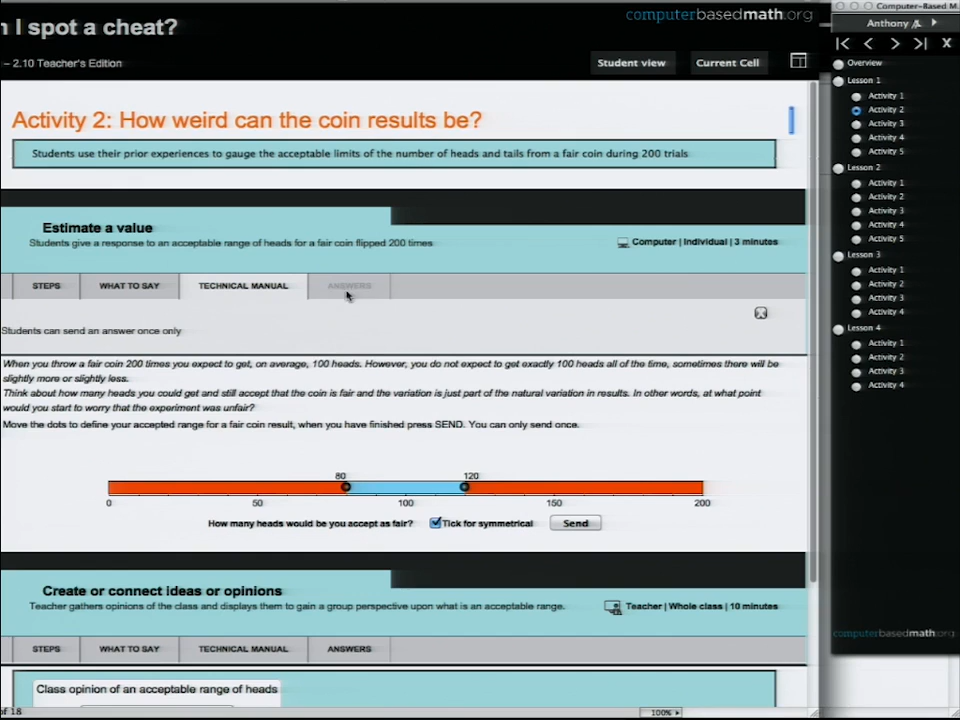 computerbasedmath.org
I spot a cheat?
– 2.10 Teacher's Edition
Student view
Current Cell
Activity 2: How weird can the coin results be?
Students use their prior experiences to gauge the acceptable limits of the number of heads and tails from a fair coin during 200 trials
Estimate a value
Students give a response to an acceptable range of heads for a fair coin flipped 200 times
Computer | Individual | 3 minutes
STEPS
WHAT TO SAY
TECHNICAL MANUAL
ANSWERS
Students can send an answer once only
When you throw a fair coin 200 times you expect to get, on average, 100 heads. However, you do not expect to get exactly 100 heads all of the time, sometimes there will be
slightly more or slightly less.
Think about how many heads you could get and still accept that the coin is fair and the variation is just part of the natural variation in results. In other words, at what point
would you start to worry that the experiment was unfair?
Move the dots to define your accepted range for a fair coin result, when you have finished press SEND. You can only send once.
80 120
0 50 100 150 200
How many heads would be you accept as fair?
Tick for symmetrical
Send
Create or connect ideas or opinions
Teacher gathers opinions of the class and displays them to gain a group perspective upon what is an acceptable range.
Teacher | Whole class | 10 minutes
STEPS
WHAT TO SAY
TECHNICAL MANUAL
ANSWERS
Class opinion of an acceptable range of heads
of 18
100%
Computer-Based M
Anthony
X
Overview
Lesson 1
Activity 1
Activity 2
Activity 3
Activity 4
Activity 5
Lesson 2
Activity 1
Activity 2
Activity 3
Activity 4
Activity 5
Lesson 3
Activity 1
Activity 2
Activity 3
Activity 4
Lesson 4
Activity 1
Activity 2
Activity 3
Activity 4
computerbasedmath.org